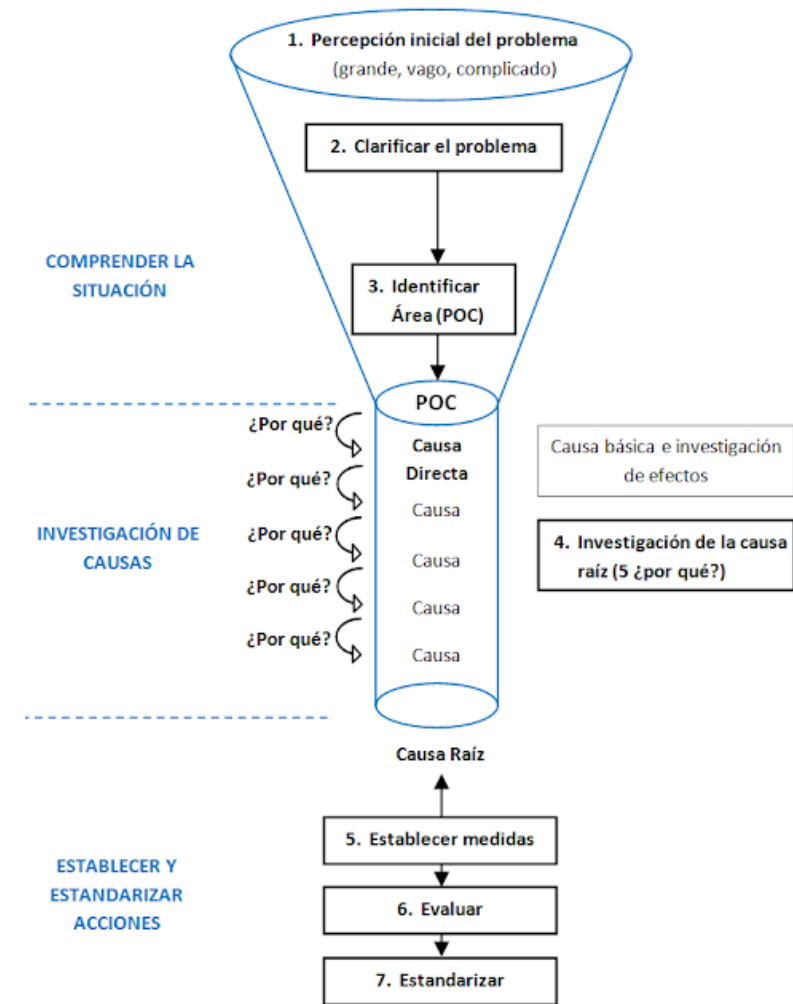 1. Percepción inicial del problema
(grande, vago, complicado)
2. Clarificar el problema
COMPRENDER LA
SITUACIÓN
3. Identificar
Área (POC)
POC
¿Por qué?
Causa
Directa
¿Por qué?
Causa
¿Por qué?
Causa
¿Por qué?
Causa
¿Por qué?
Causa
INVESTIGACIÓN DE
CAUSAS
Causa básica e investigación
de efectos
4. Investigación de la causa
raíz (5 ¿por qué?)
Causa Raíz
5. Establecer medidas
ESTABLECER Y
ESTANDARIZAR
ACCIONES
6. Evaluar
7. Estandarizar